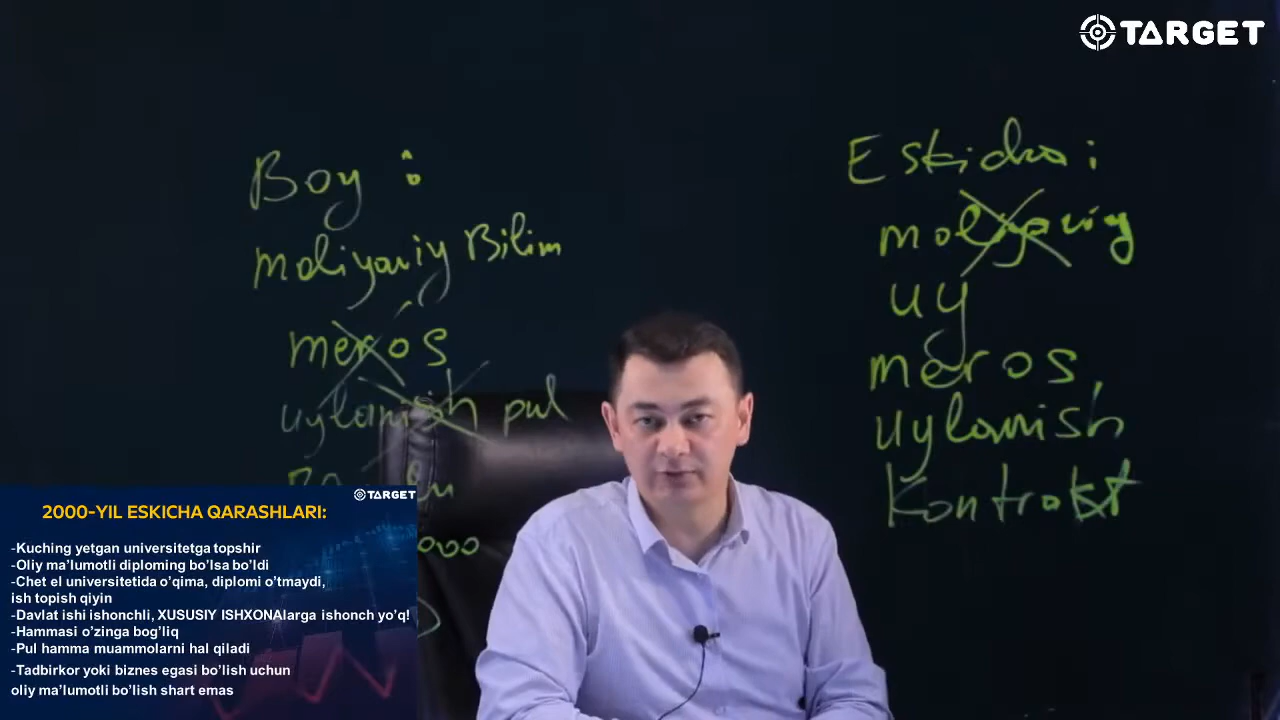 TARGET
Boy :
moliyaviy Bilim
meros
uylanish pul
000
Eskicha :
moliyaviy
uy
meros,
uylanish
Kontrakt
TARGET
2000-YIL ESKICHA QARASHLARI:
-Kuching yetgan universitetga topshir
-Oliy ma’lumotli diploming bo’lsa bo’ldi
-Chet el universitetida o’qima, diplomi o’tmaydi,
ish topish qiyin
-Davlat ishi ishonchli, XUSUSIY ISHXONAlarga ishonch yo’q!
-Hammasi o’zinga bog’liq
-Pul hamma muammolarni hal qiladi
-Tadbirkor yoki biznes egasi bo’lish uchun
oliy ma’lumotli bo’lish shart emas